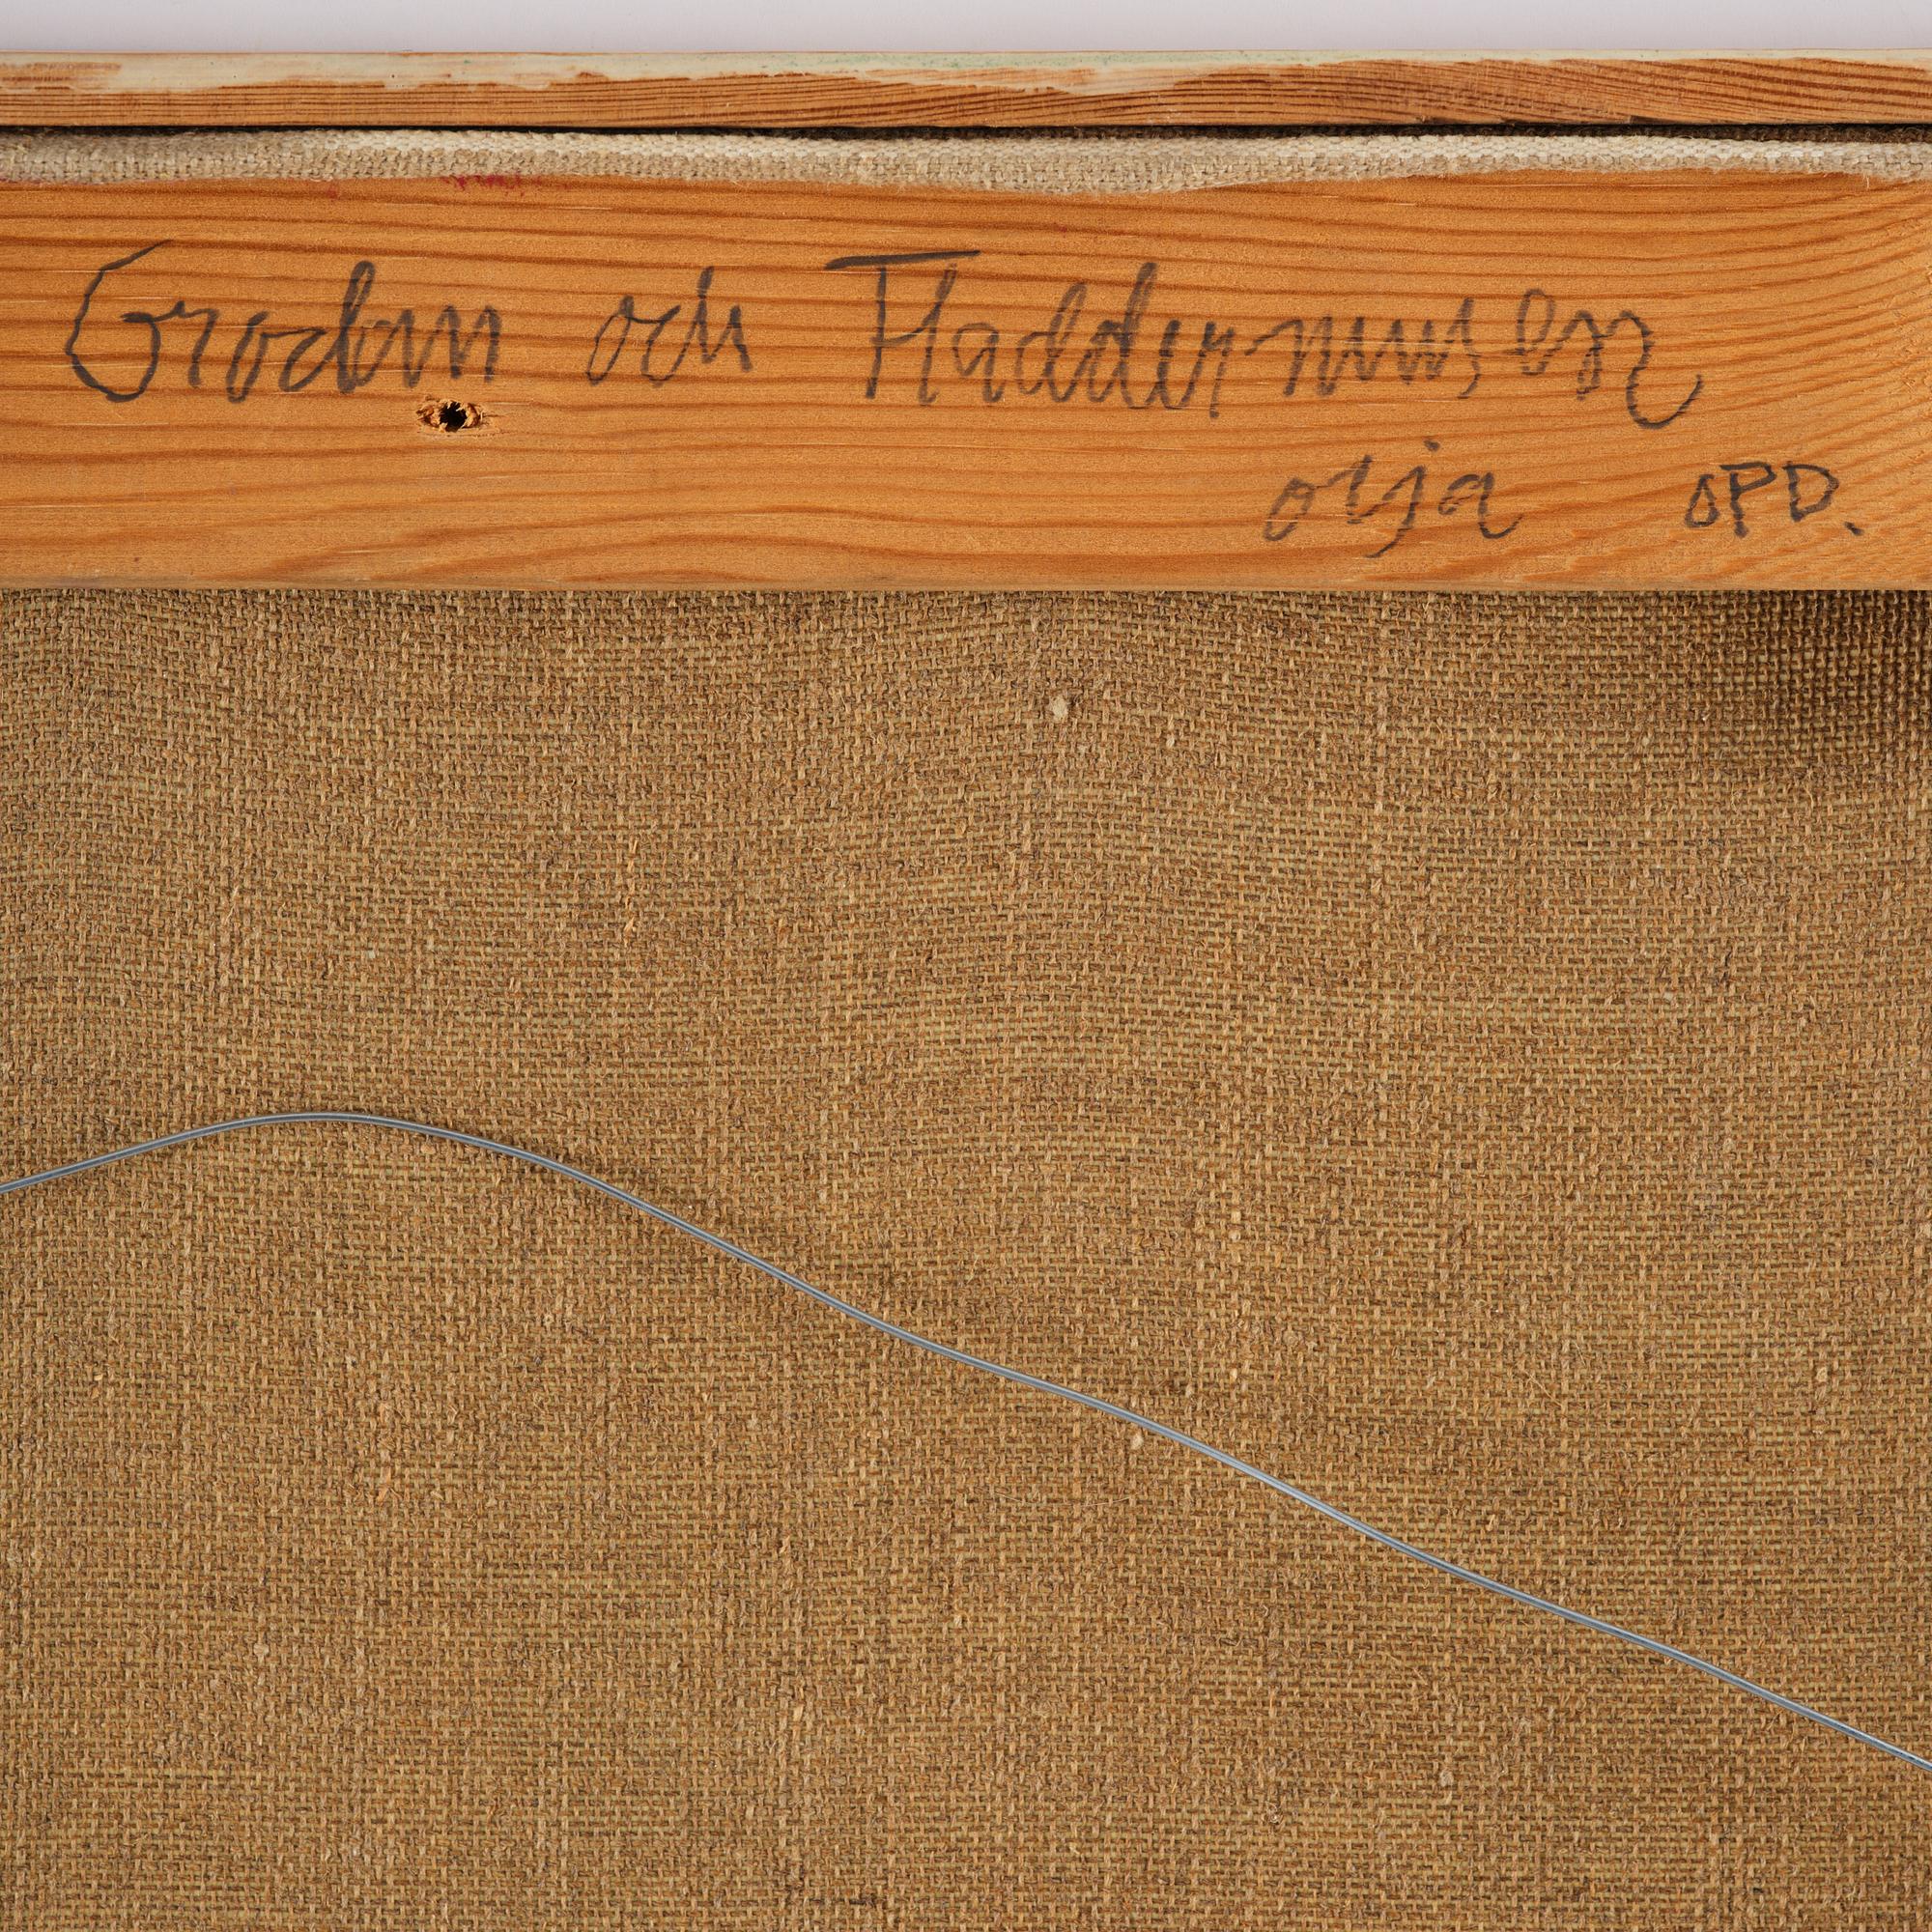 Grodan och Fladdermusen
olja OPD.